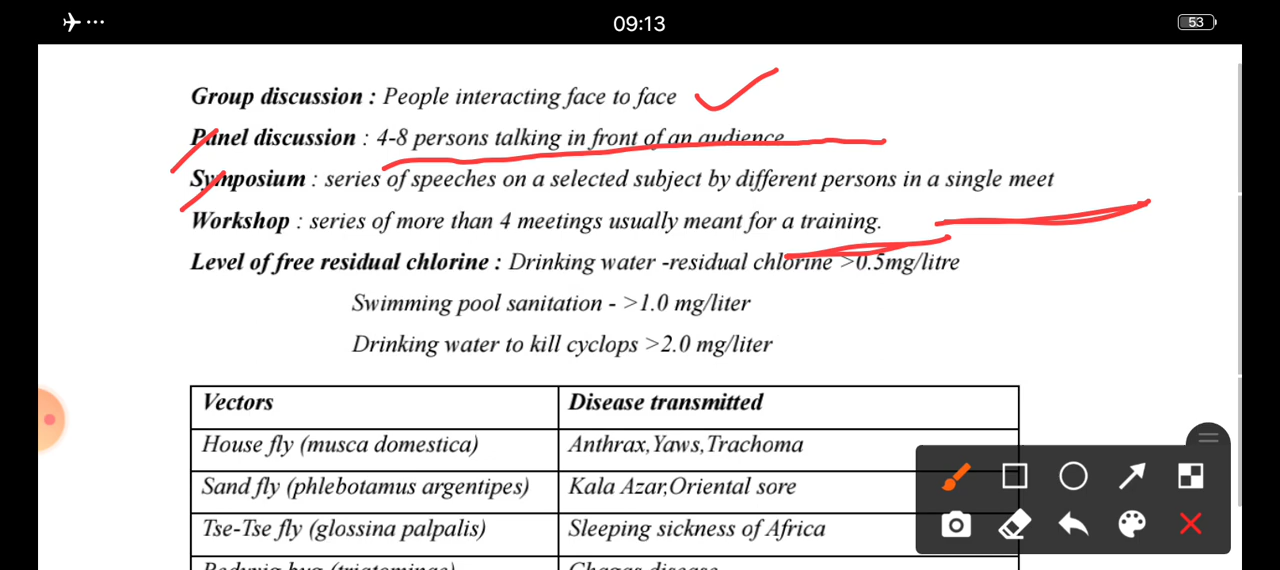 09:13
53
Group discussion : People interacting face to face
Panel discussion : 4-8 persons talking in front of an audience
Symposium : series of speeches on a selected subject by different persons in a single meet
Workshop : series of more than 4 meetings usually meant for a training.
Level of free residual chlorine : Drinking water -residual chlorine >0.5mg/litre
Swimming pool sanitation - >1.0 mg/liter
Drinking water to kill cyclops >2.0 mg/liter
Vectors Disease transmitted
House fly (musca domestica) Anthrax,Yaws,Trachoma
Sand fly (phlebotamus argentipes) Kala Azar,Oriental sore
Tse-Tse fly (glossina palpalis) Sleeping sickness of Africa